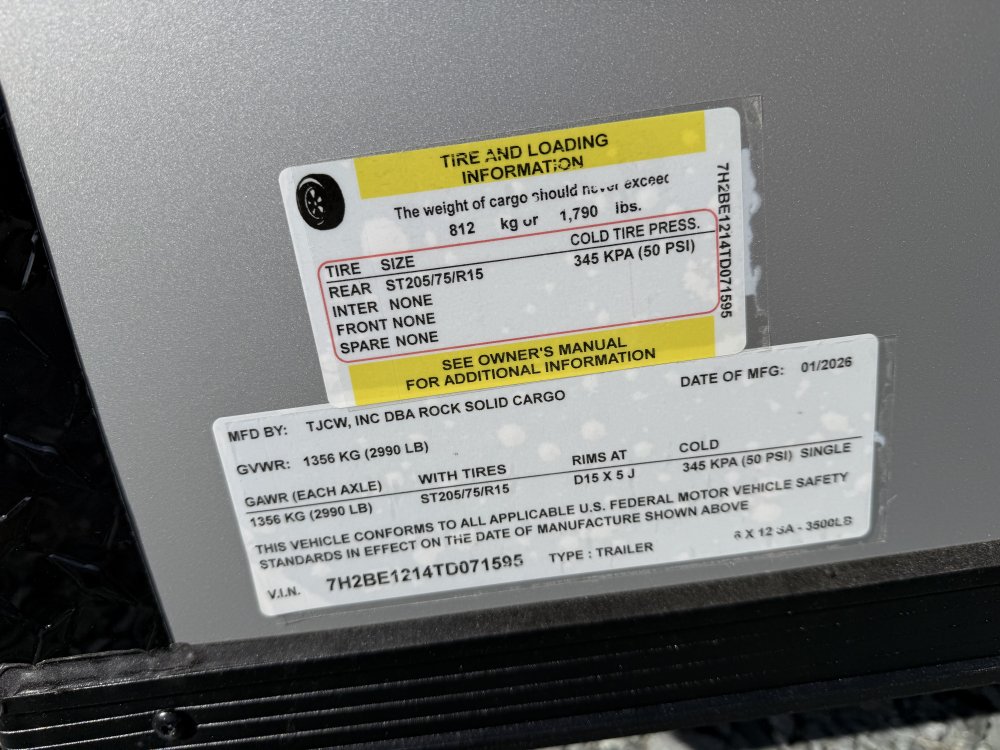 TIRE AND LOADING
INFORMATION
The weight of cargo should never exceed
812 kg or 1,790 lbs.
TIRE SIZE COLD TIRE PRESS.
REAR ST205/75/R15 345 KPA (50 PSI)
INTER NONE
FRONT NONE
SPARE NONE
SEE OWNER'S MANUAL
FOR ADDITIONAL INFORMATION
7H2BE1214TD071595
MFD BY: TJCW, INC DBA ROCK SOLID CARGO DATE OF MFG: 01/2026
GVWR: 1356 KG (2990 LB)
GAWR (EACH AXLE) WITH TIRES RIMS AT COLD
1356 KG (2990 LB) ST205/75/R15 D15 X 5 J 345 KPA (50 PSI) SINGLE
THIS VEHICLE CONFORMS TO ALL APPLICABLE U.S. FEDERAL MOTOR VEHICLE SAFETY
STANDARDS IN EFFECT ON THE DATE OF MANUFACTURE SHOWN ABOVE
V.I.N. 7H2BE1214TD071595 TYPE : TRAILER X 12 SA - 3500LB